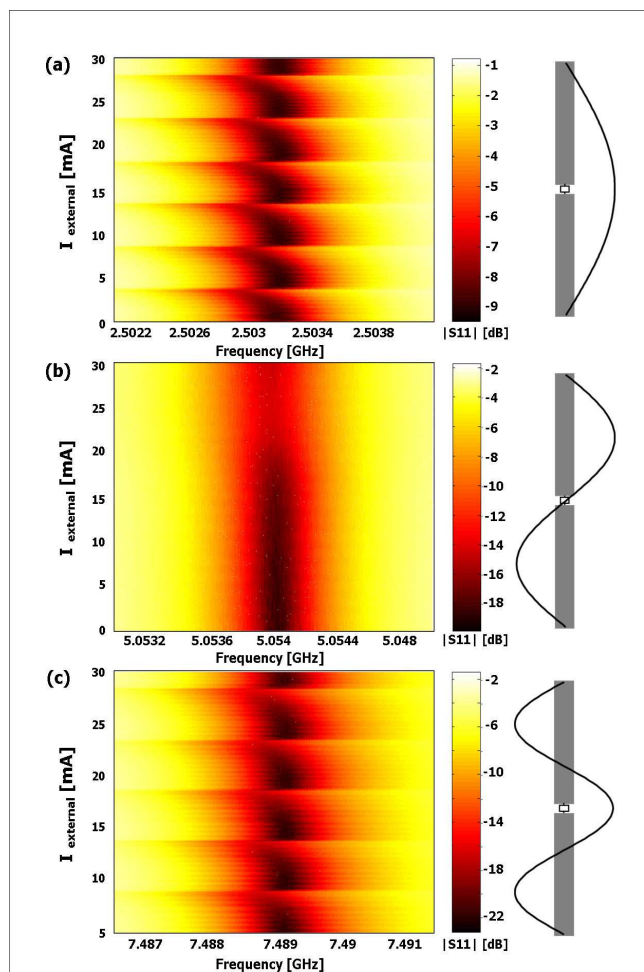 (a)
I external [mA]
30
25
20
15
10
5
0
2.5022 2.5026 2.503 2.5034 2.5038
Frequency [GHz]
-1
-2
-3
-4
-5
-6
-7
-8
-9
|S11| [dB]
(b)
I external [mA]
30
25
20
15
10
5
0
5.0532 5.0536 5.054 5.0544 5.048
Frequency [GHz]
-2
-4
-6
-8
-10
-12
-14
-16
-18
|S11| [dB]
(c)
I external [mA]
30
25
20
15
10
5
7.487 7.488 7.489 7.49 7.491
Frequency [GHz]
-2
-6
-10
-14
-18
-22
|S11| [dB]